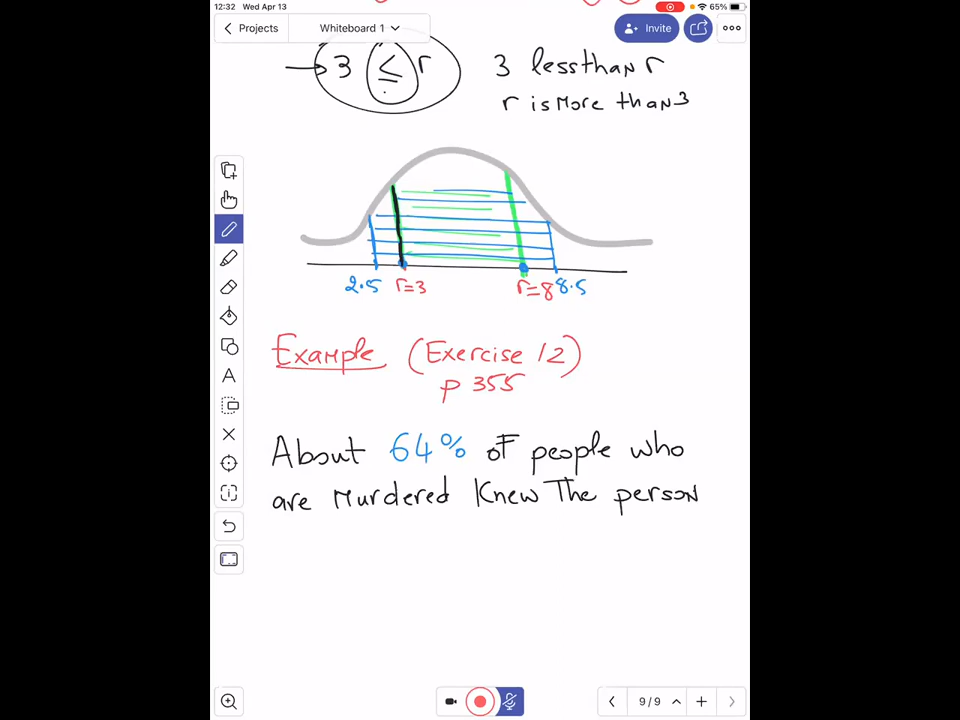 12:32 Wed Apr 13
65%
Projects
Whiteboard 1
Invite
3 ≤ r
3 lessthan r
r is More than 3
2.5 r=3 r=8 8.5
Example (Exercise 12)
p 355
About 64% of people who
are Murdered Knew The person
A
9/9